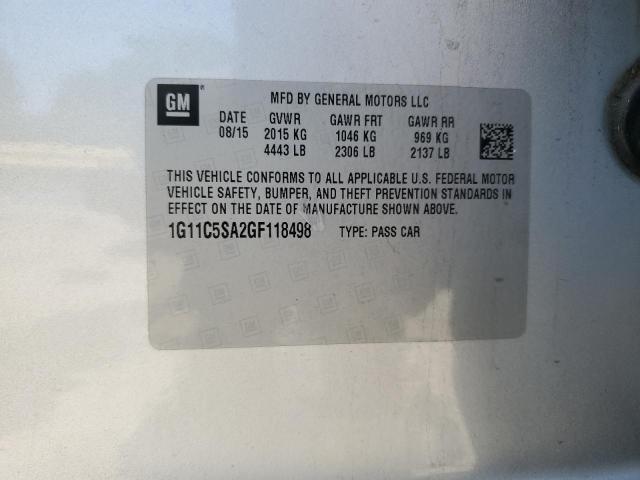 GM
MFD BY GENERAL MOTORS LLC
DATE GVWR GAWR FRT GAWR RR
08/15 2015 KG 1046 KG 969 KG
4443 LB 2306 LB 2137 LB
THIS VEHICLE CONFORMS TO ALL APPLICABLE U.S. FEDERAL MOTOR
VEHICLE SAFETY, BUMPER, AND THEFT PREVENTION STANDARDS IN
EFFECT ON THE DATE OF MANUFACTURE SHOWN ABOVE.
1G11C5SA2GF118498 TYPE: PASS CAR